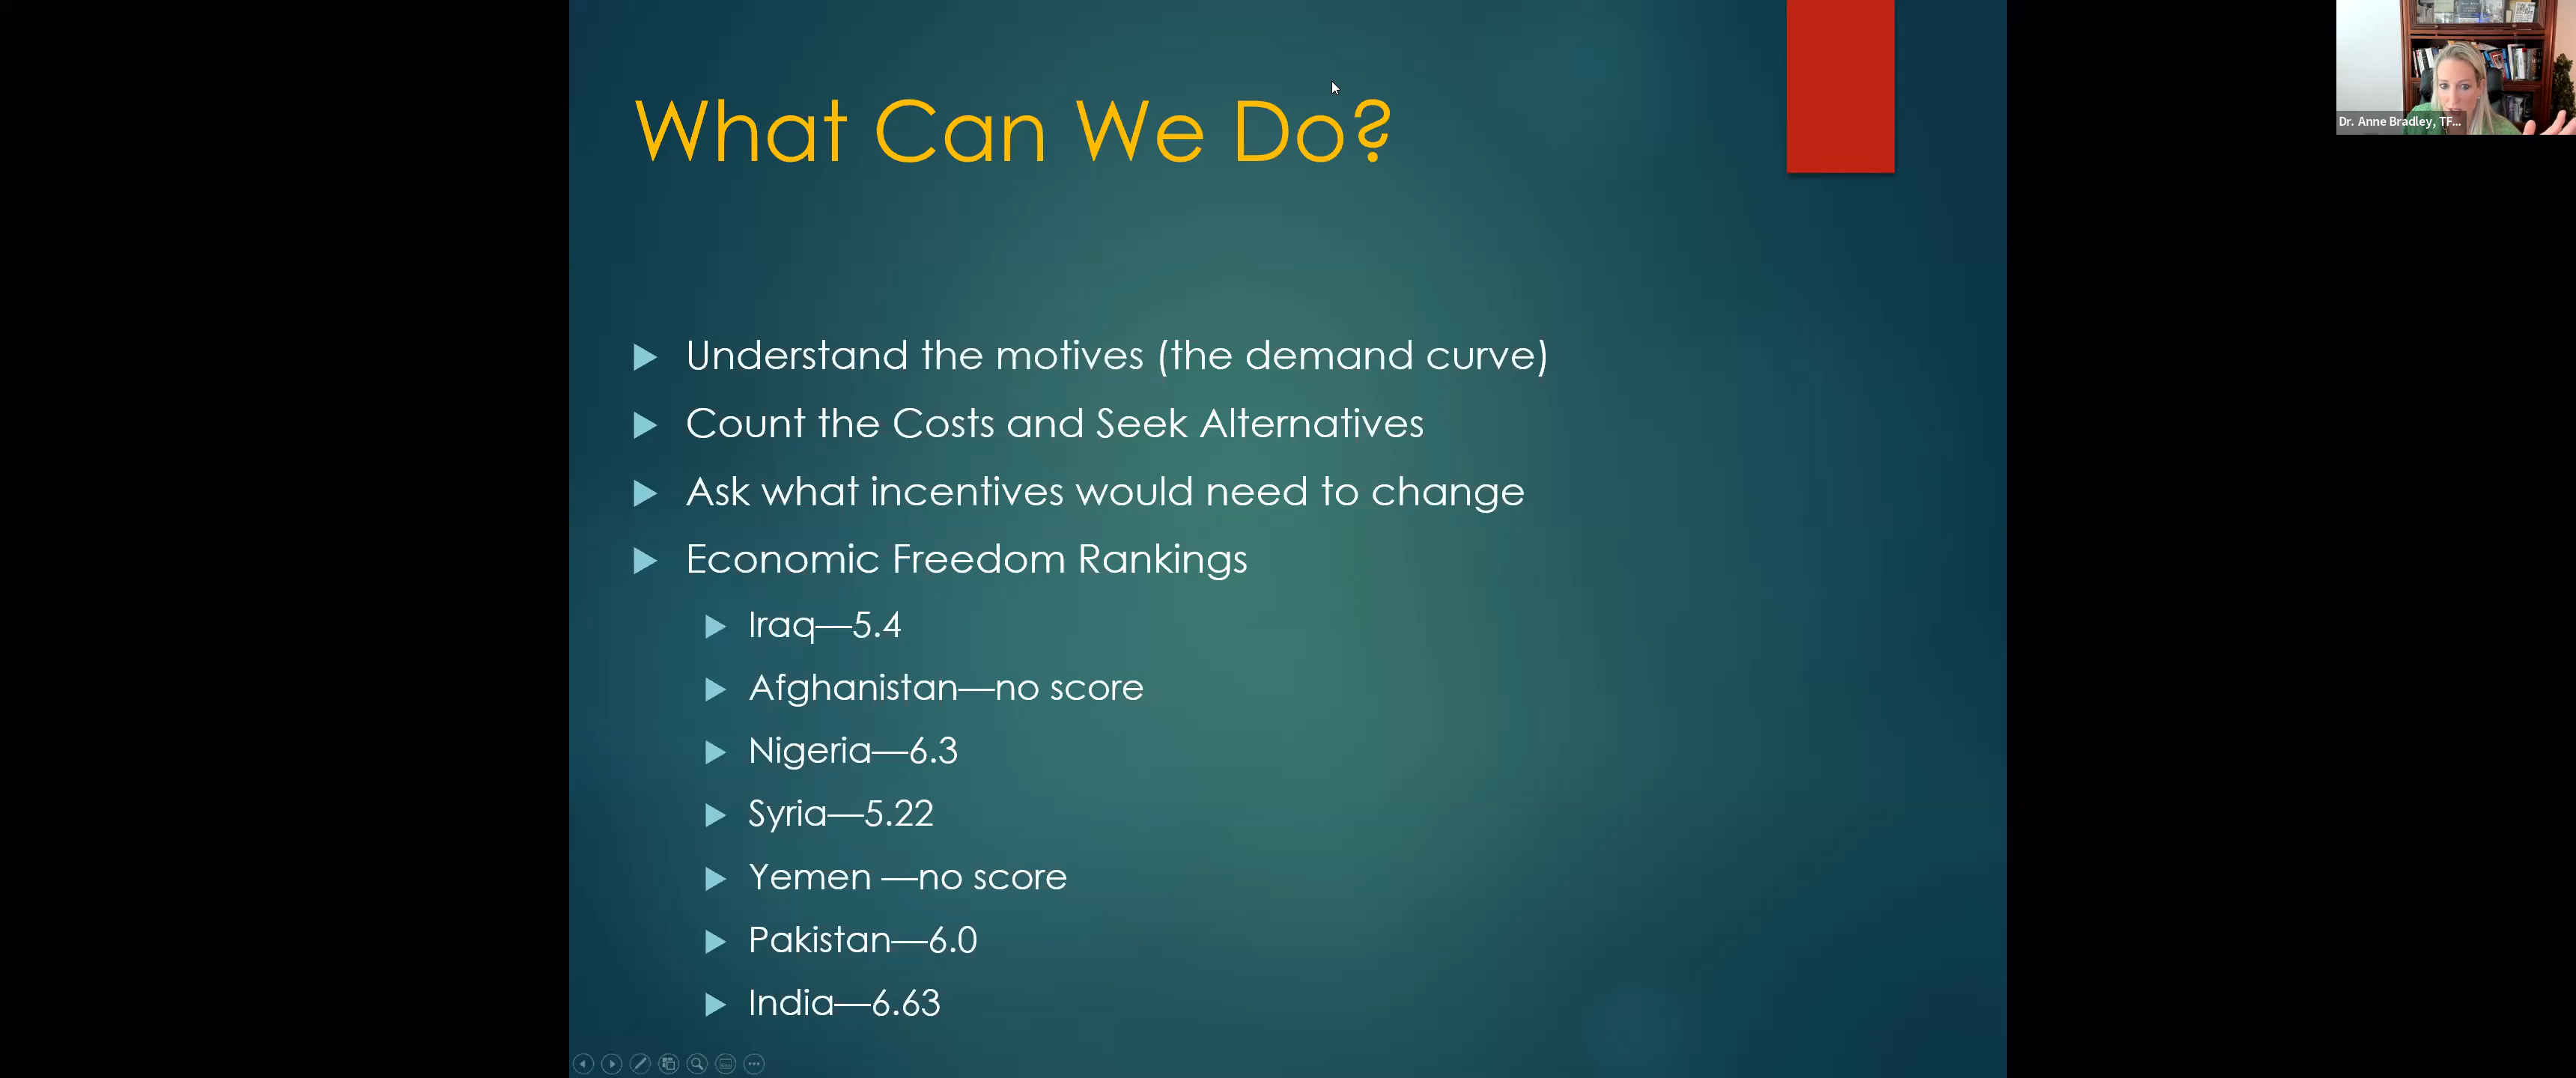 What Can We Do?
Understand the motives (the demand curve)
Count the Costs and Seek Alternatives
Ask what incentives would need to change
Economic Freedom Rankings
Iraq—5.4
Afghanistan—no score
Nigeria—6.3
Syria—5.22
Yemen —no score
Pakistan—6.0
India—6.63
Dr. Anne Bradley, TF...